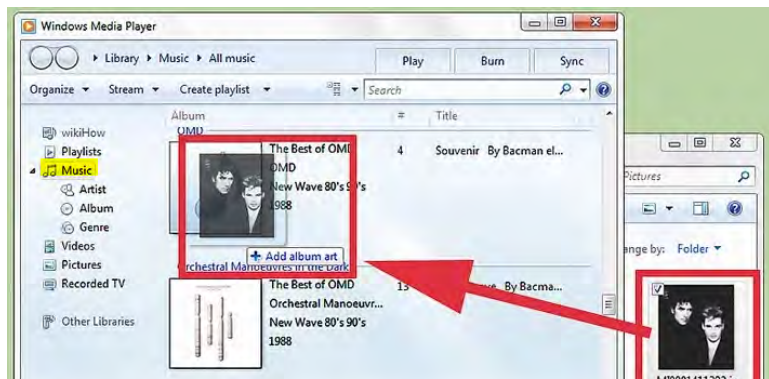 Windows Media Player
Library Music All music
Play Burn Sync
Organize Stream Create playlist Search
Album # Title
wikiHow
Playlists
Music
Artist
Album
Genre
Videos
Pictures
Recorded TV
Other Libraries
OMD
The Best of OMD 4 Souvenir By Bacman el...
OMD
New Wave 80's 90's
1988
Add album art
Orchestral Manoeuvres in the Dark
The Best of OMD 13 By Bacma...
Orchestral Manoeuvr...
New Wave 80's 90's
1988
Pictures
ange by: Folder